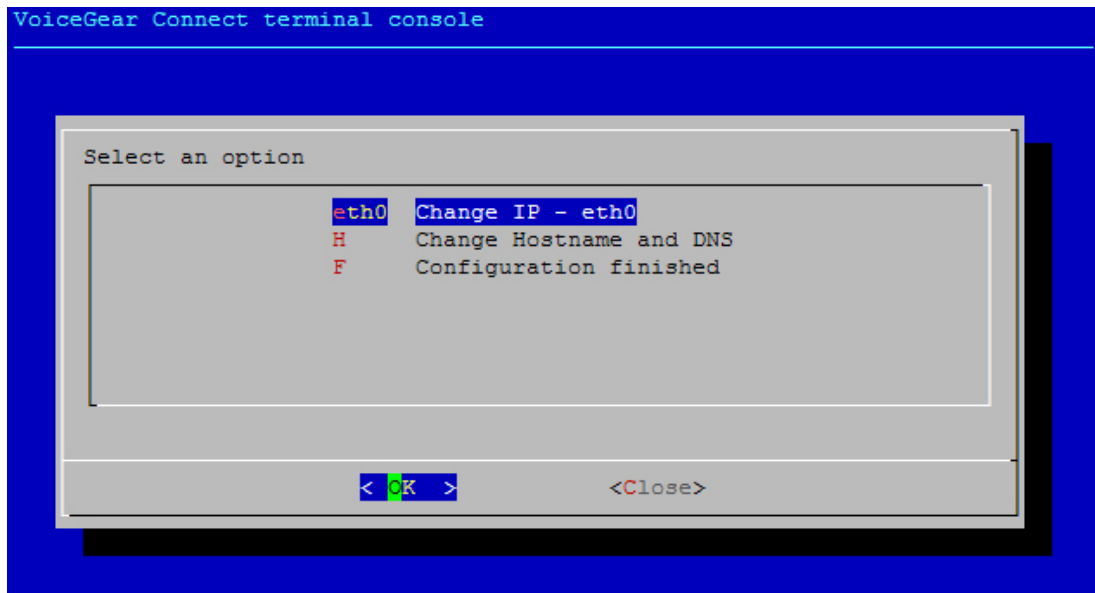 VoiceGear Connect terminal console
Select an option
eth0 Change IP - eth0
H Change Hostname and DNS
F Configuration finished
< OK > <Close>